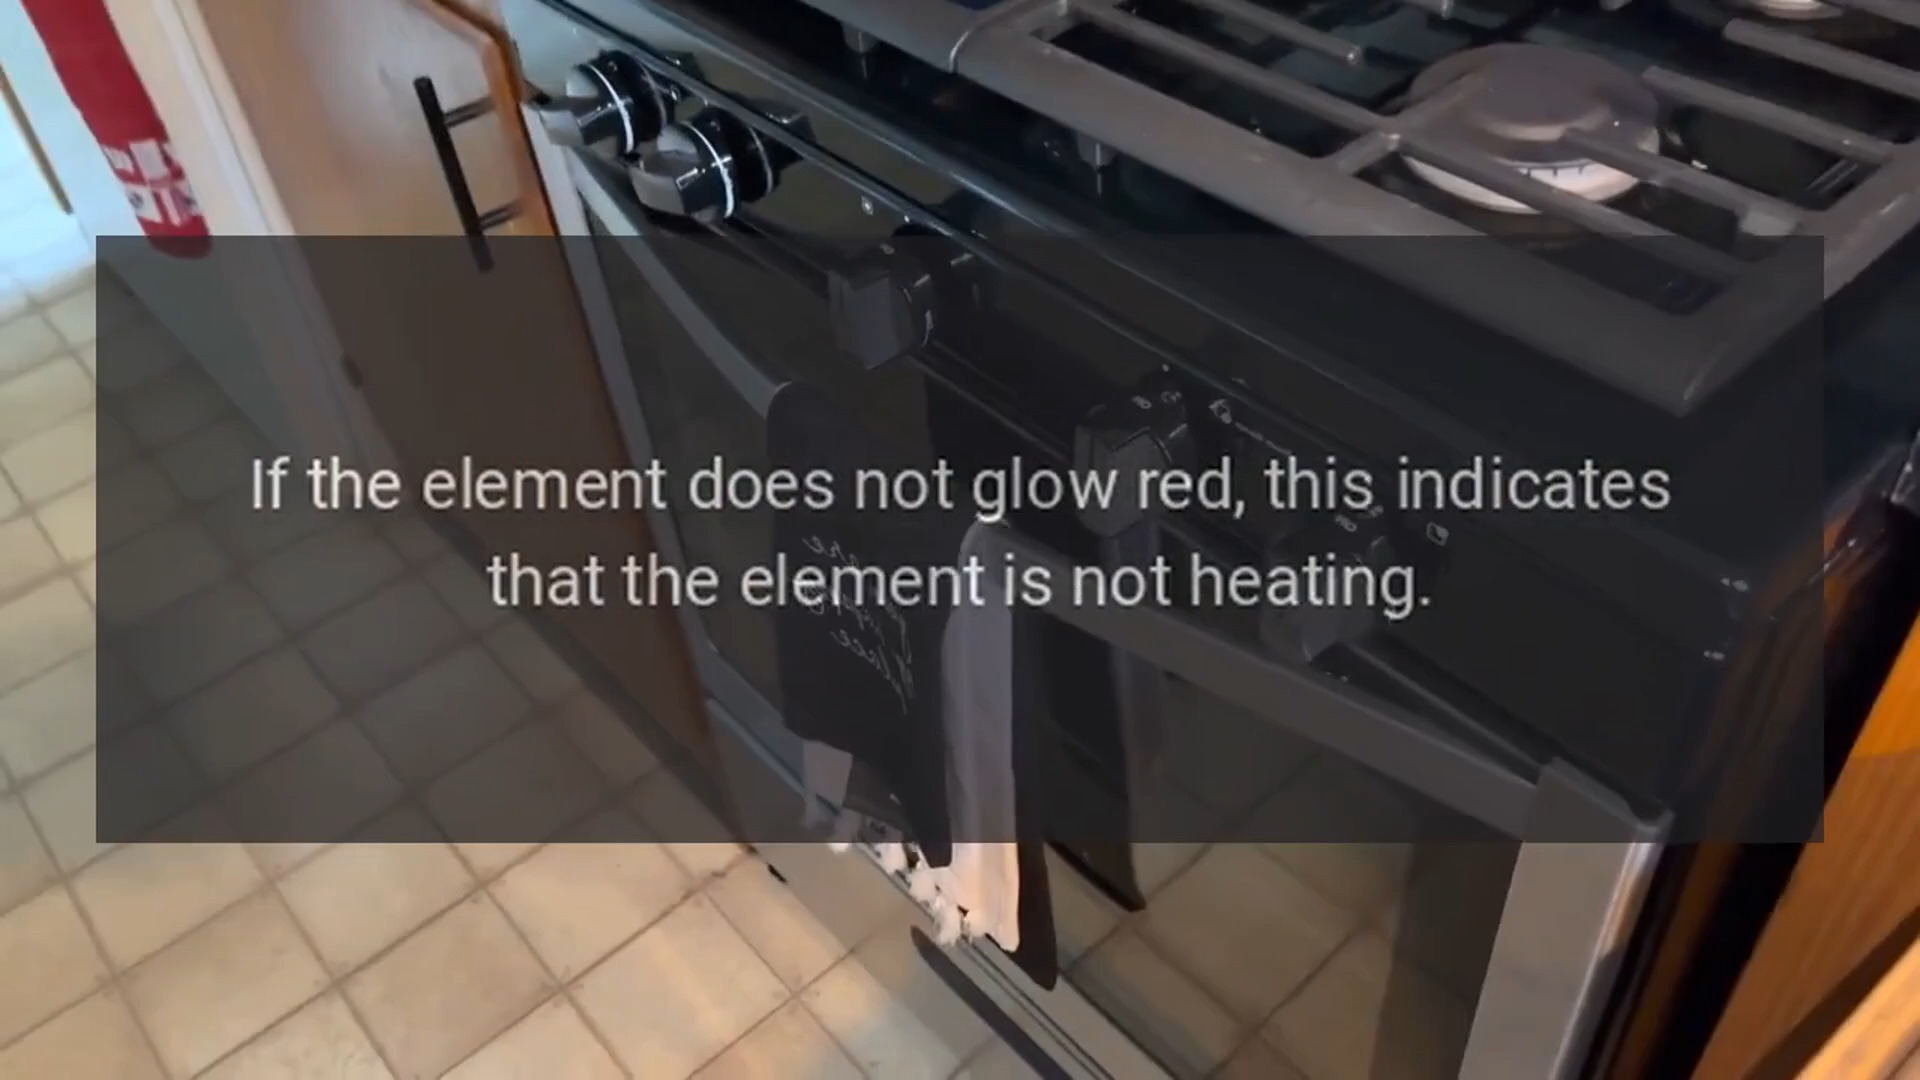 If the element does not glow red, this indicates
that the element is not heating.